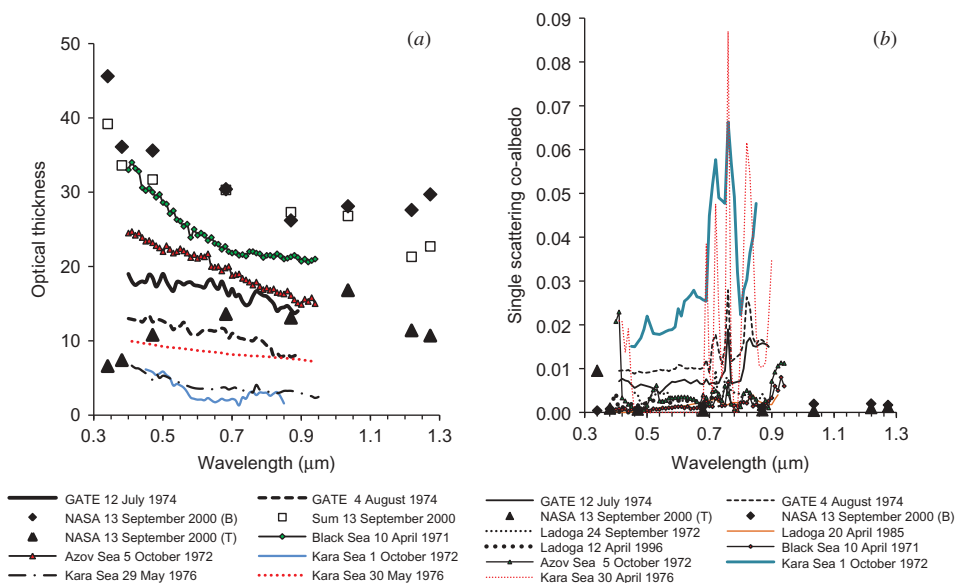 (a)
50
40
30
20
10
0
Optical thickness
0.3
0.5
0.7
0.9
1.1
1.3
Wavelength (µm)
GATE 12 July 1974
GATE 4 August 1974
NASA 13 September 2000 (B)
Sum 13 September 2000
NASA 13 September 2000 (T)
Black Sea 10 April 1971
Azov Sea 5 October 1972
Kara Sea 1 October 1972
Kara Sea 29 May 1976
Kara Sea 30 May 1976
(b)
0.09
0.08
0.07
0.06
0.05
0.04
0.03
0.02
0.01
0.00
Single scattering co-albedo
0.3
0.5
0.7
0.9
1.1
1.3
Wavelength (µm)
GATE 12 July 1974
GATE 4 August 1974
NASA 13 September 2000 (T)
NASA 13 September 2000 (B)
Ladoga 24 September 1972
Ladoga 20 April 1985
Ladoga 12 April 1996
Black Sea 10 April 1971
Azov Sea 5 October 1972
Kara Sea 1 October 1972
Kara Sea 30 April 1976